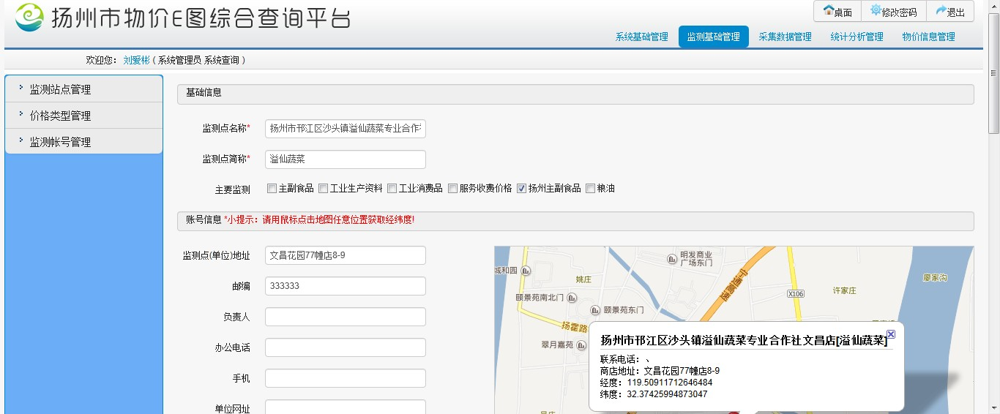 扬州市物价E图综合查询平台
桌面 修改密码 退出
系统基础管理 监测基础管理 采集数据管理 统计分析管理 物价信息管理
欢迎您: 刘爱彬 ( 系统管理员 系统查询 )
监测站点管理
价格类型管理
监测帐号管理
基础信息
监测点名称* 扬州市邗江区沙头镇溢仙蔬菜专业合作
监测点简称* 溢仙蔬菜
主要监测 主副食品 工业生产资料 工业消费品 服务收费价格 扬州主副食品 粮油
账号信息 *小提示：请用鼠标点击地图任意位置获取经纬度!
监测点(单位)地址 文昌花园77幢店8-9
邮编 333333
负责人
办公电话
手机
单位网址
明发商业
广场东门
城和园
姚庄
廖家沟
宁通高速
X106
许家庄
颐景苑南北门
颐景苑东门
扬霍路
翠月嘉苑
扬州市邗江区沙头镇溢仙蔬菜专业合作社文昌店[溢仙蔬菜]
联系电话：、
商店地址：文昌花园77幢店8-9
经度：119.50911712646484
纬度：32.37425994873047